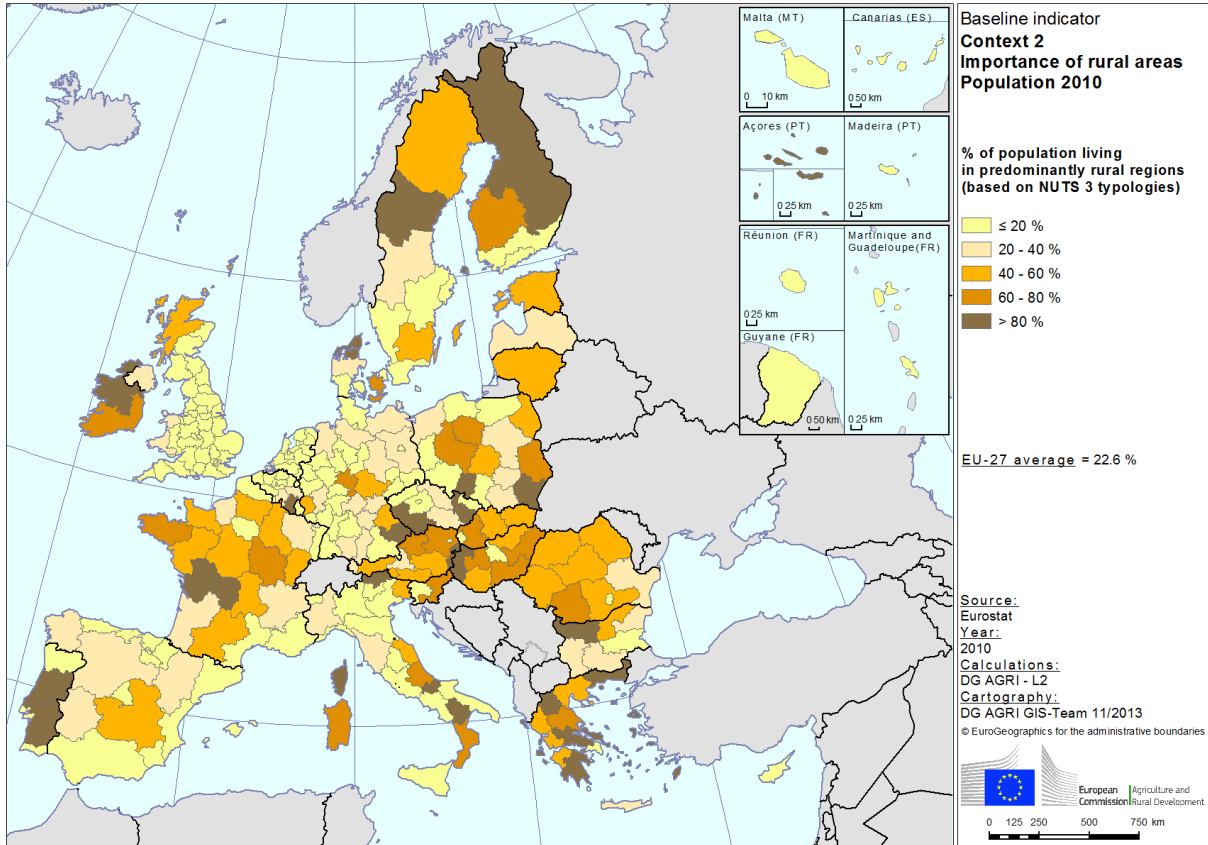 Malta (MT)
0 10 km
Canarias (ES)
0 50 km
Açores (PT)
0 25 km
Madeira (PT)
0 25 km
Réunion (FR)
0 25 km
Martinique and
Guadeloupe(FR)
0 25 km
Guyane (FR)
0 50 km
Baseline indicator
Context 2
Importance of rural areas
Population 2010
% of population living
in predominantly rural regions
(based on NUTS 3 typologies)
≤ 20 %
20 - 40 %
40 - 60 %
60 - 80 %
> 80 %
EU-27 average = 22.6 %
Source:
Eurostat
Year:
2010
Calculations:
DG AGRI - L2
Cartography:
DG AGRI GIS-Team 11/2013
© EuroGeographics for the administrative boundaries
European
Commission
Agriculture and
Rural Development
0 125 250 500 750 km